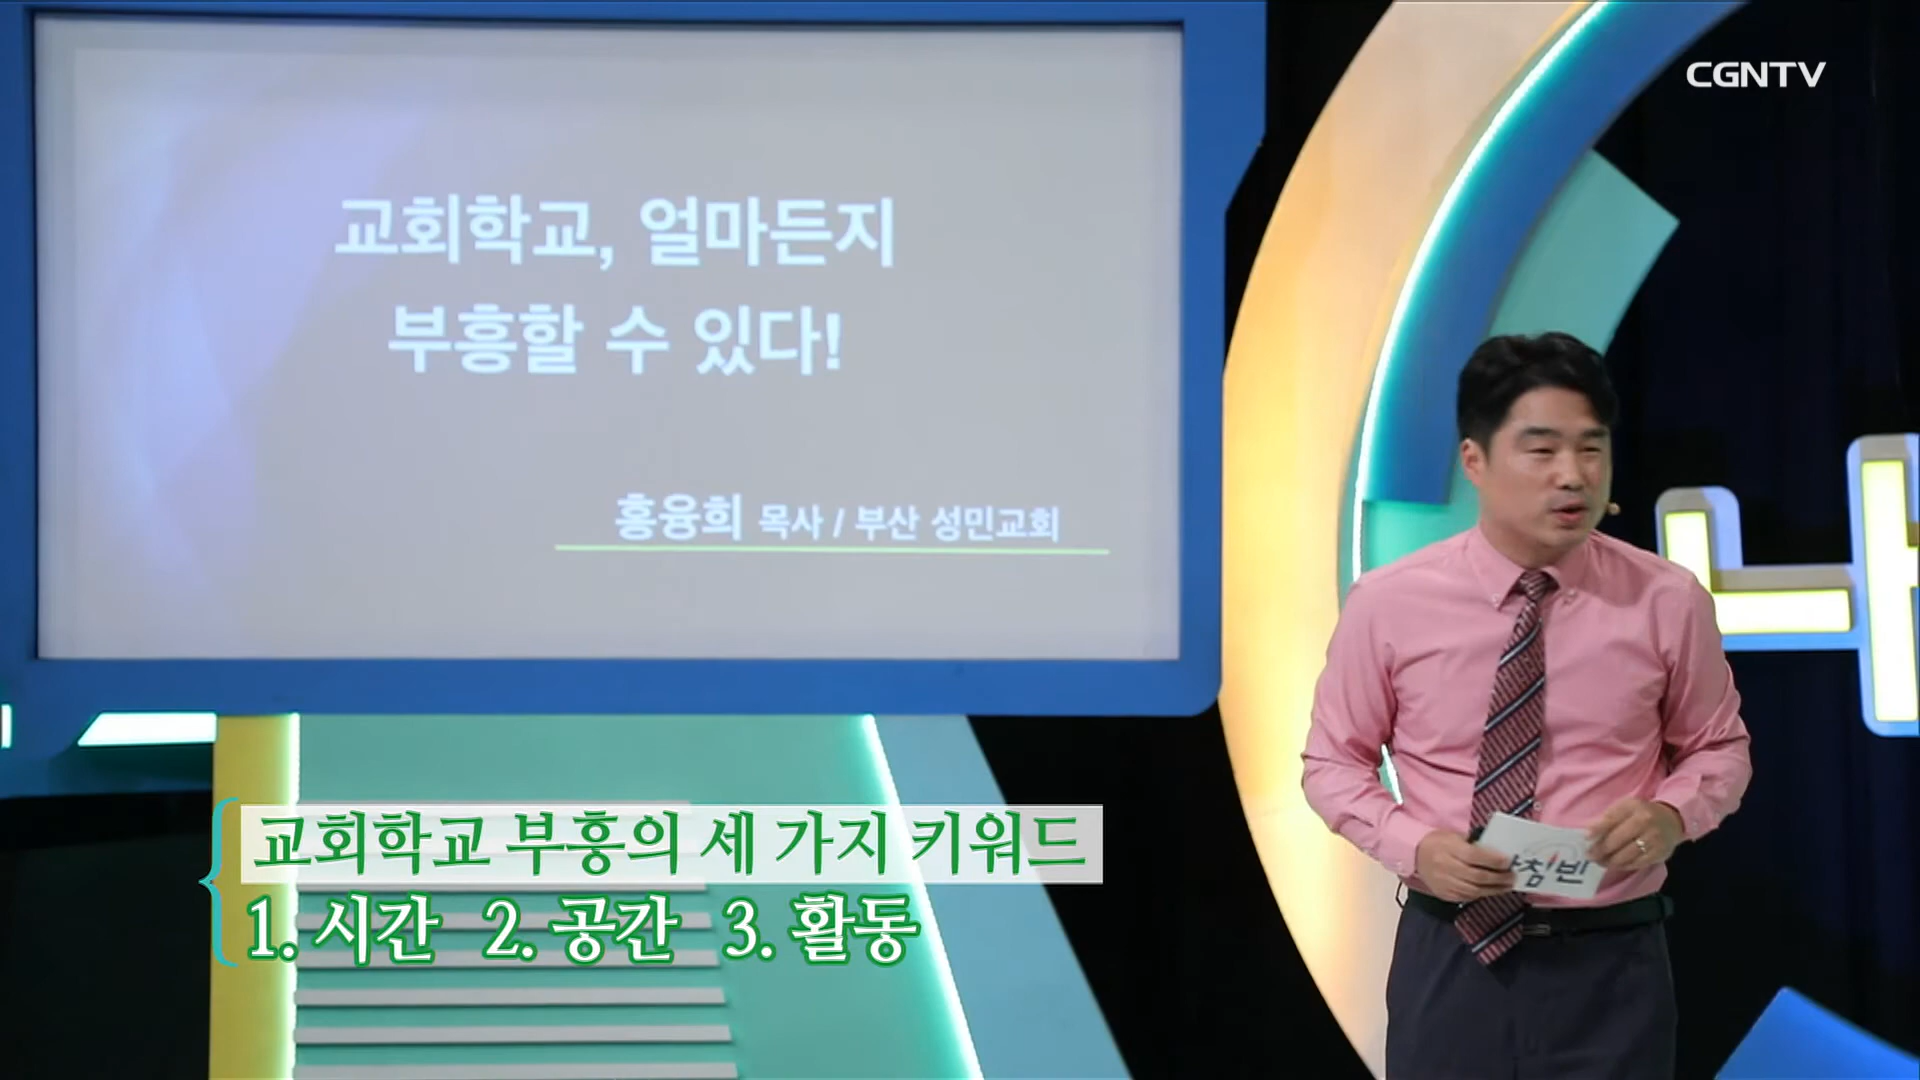 CGNTV
교회학교, 얼마든지
부흥할 수 있다!
홍융희 목사 / 부산 성민교회
교회학교 부흥의 세 가지 키워드
1. 시간 2. 공간 3. 활동